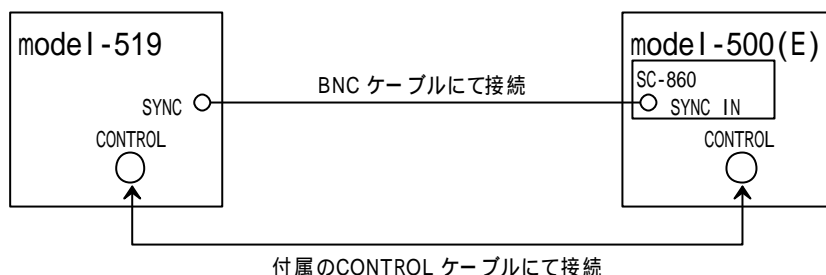 model-519
model-500(E)
SC-860
BNC ケーブルにて接続
SYNC
SYNC IN
CONTROL
CONTROL
付属のCONTROL ケーブルにて接続